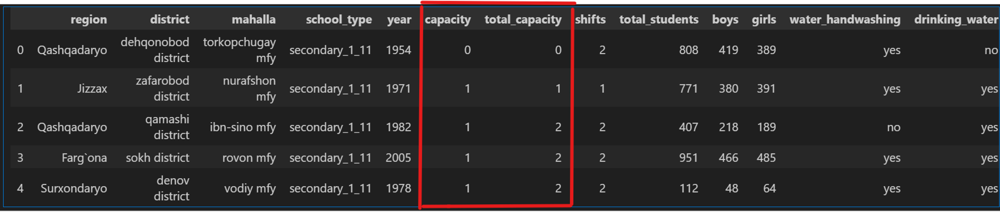 region district mahalla school_type year capacity total_capacity shifts total_students boys girls water_handwashing drinking_water
0 Qashqadaryo dehqonobod district torkopchugay mfy secondary_1_11 1954 0 0 2 808 419 389 yes no
1 Jizzax zafarobod district nurafshon mfy secondary_1_11 1971 1 1 1 771 380 391 yes yes
2 Qashqadaryo qamashi district ibn-sino mfy secondary_1_11 1982 1 2 2 407 218 189 no yes
3 Farg`ona sokh district rovon mfy secondary_1_11 2005 1 2 2 951 466 485 yes yes
4 Surxondaryo denov district vodiy mfy secondary_1_11 1978 1 2 2 112 48 64 yes yes